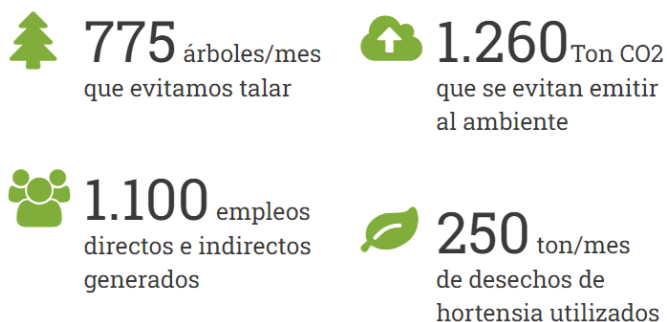 775 árboles/mes
que evitamos talar
1.260 Ton CO2
que se evitan emitir
al ambiente
1.100 empleos
directos e indirectos
generados
250 ton/mes
de desechos de
hortensia utilizados